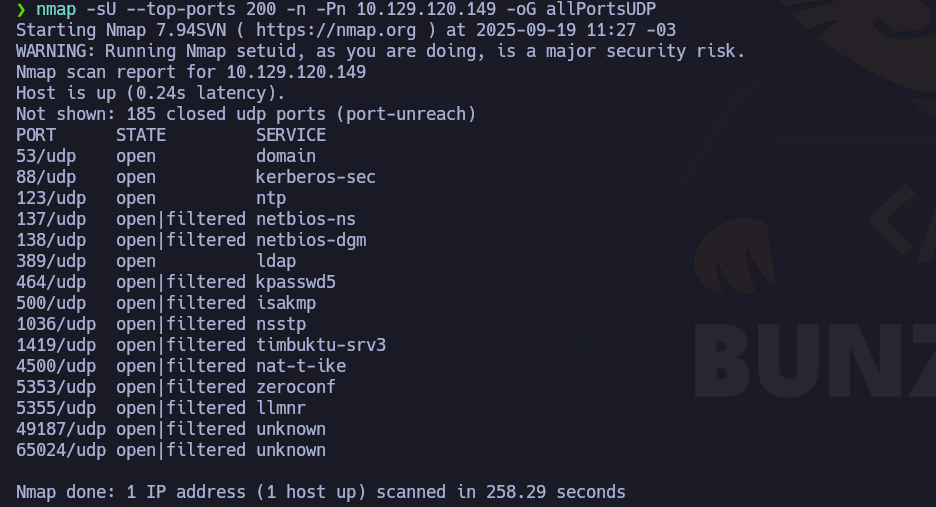 ❯ nmap -sU --top-ports 200 -n -Pn 10.129.120.149 -oG allPortsUDP
Starting Nmap 7.94SVN ( https://nmap.org ) at 2025-09-19 11:27 -03
WARNING: Running Nmap setuid, as you are doing, is a major security risk.
Nmap scan report for 10.129.120.149
Host is up (0.24s latency).
Not shown: 185 closed udp ports (port-unreach)
PORT      STATE         SERVICE
53/udp    open          domain
88/udp    open          kerberos-sec
123/udp   open          ntp
137/udp   open|filtered netbios-ns
138/udp   open|filtered netbios-dgm
389/udp   open          ldap
464/udp   open|filtered kpasswd5
500/udp   open|filtered isakmp
1036/udp  open|filtered nsstp
1419/udp  open|filtered timbuktu-srv3
4500/udp  open|filtered nat-t-ike
5353/udp  open|filtered zeroconf
5355/udp  open|filtered llmnr
49187/udp open|filtered unknown
65024/udp open|filtered unknown
Nmap done: 1 IP address (1 host up) scanned in 258.29 seconds